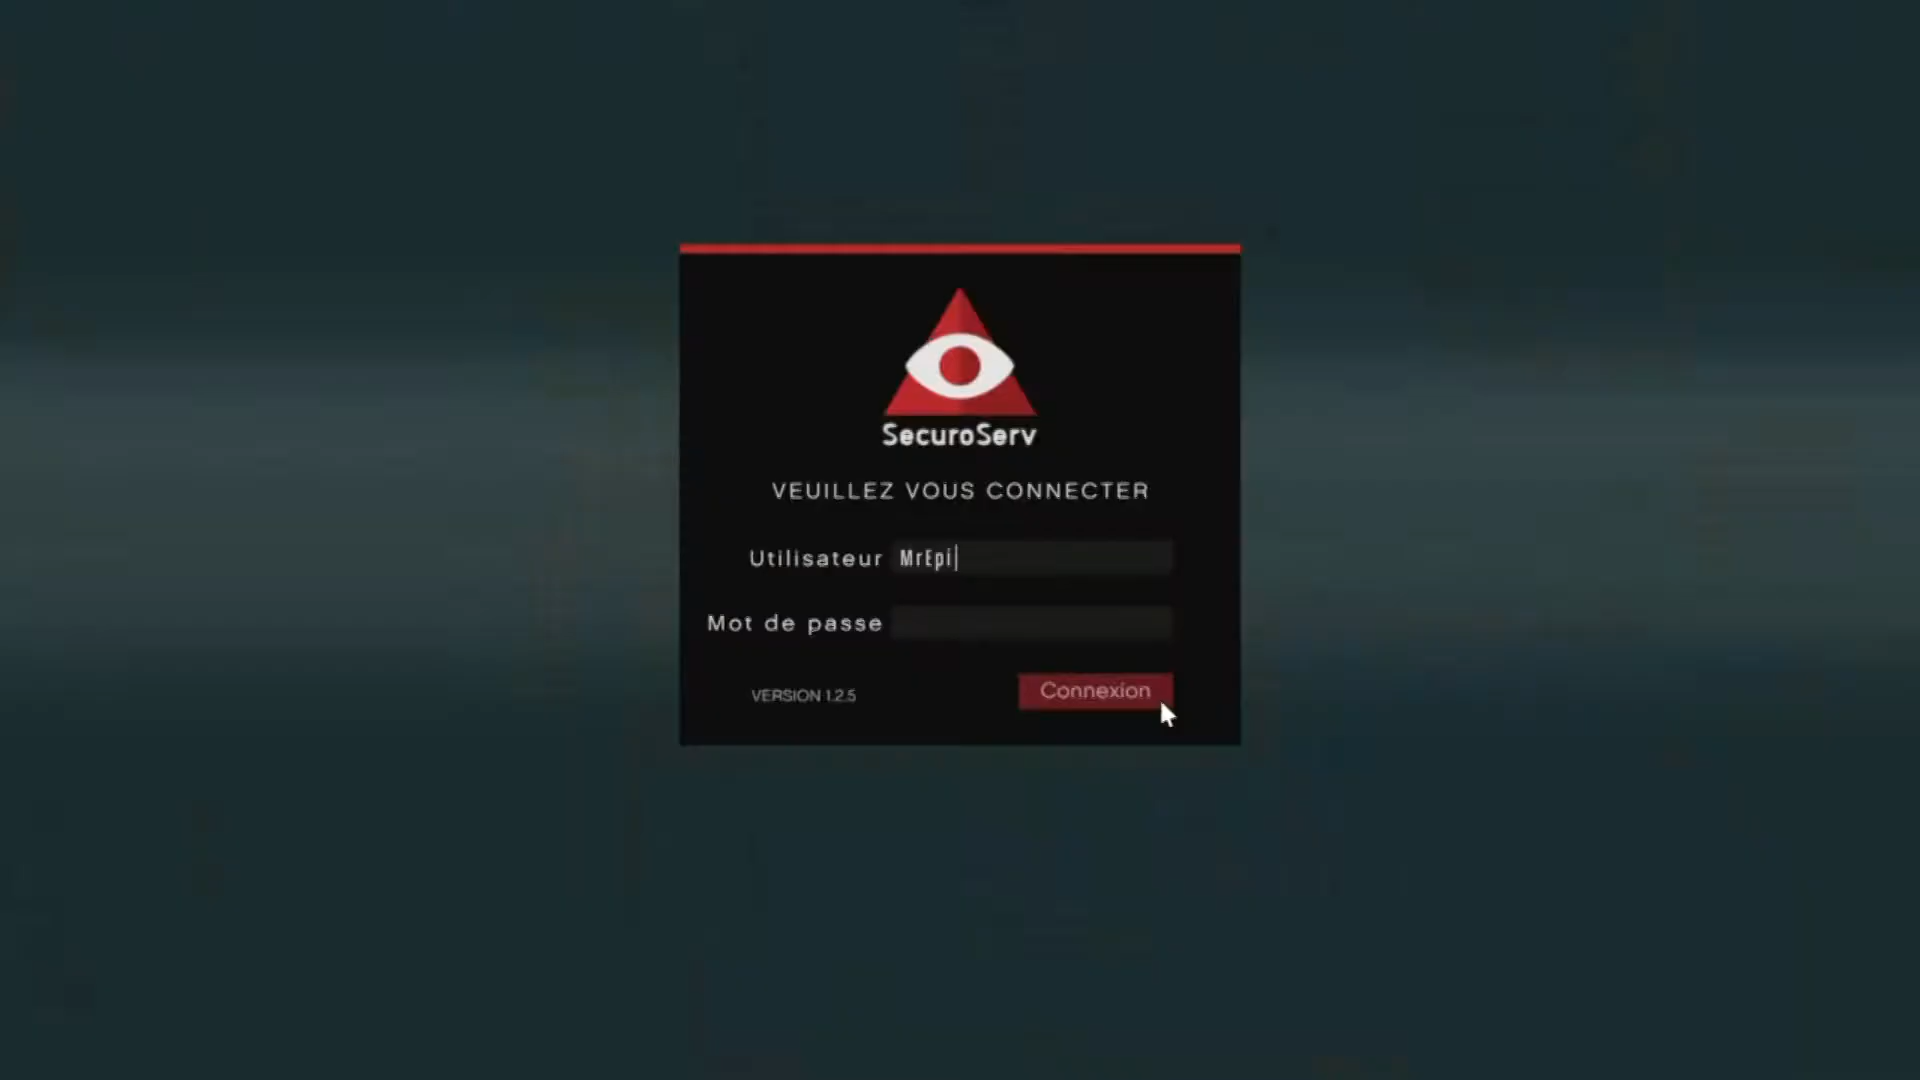 SecuroServ
VEUILLEZ VOUS CONNECTER
Utilisateur MrEpi
Mot de passe
VERSION 1.2.5 Connexion